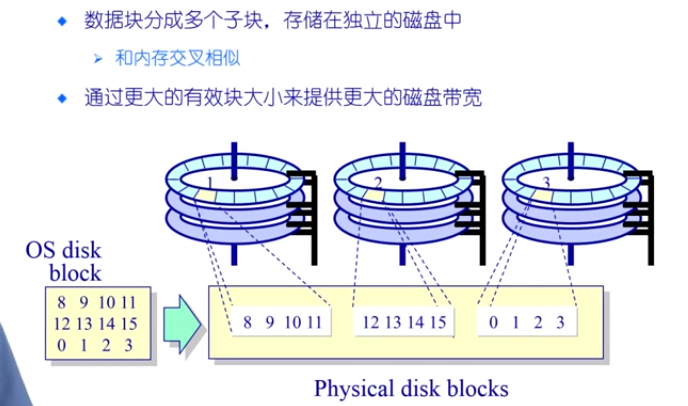 数据块分成多个子块，存储在独立的磁盘中
和内存交叉相似
通过更大的有效块大小来提供更大的磁盘带宽
1 2 3
OS disk
block
8 9 10 11
12 13 14 15
0 1 2 3
8 9 10 11 12 13 14 15 0 1 2 3
Physical disk blocks